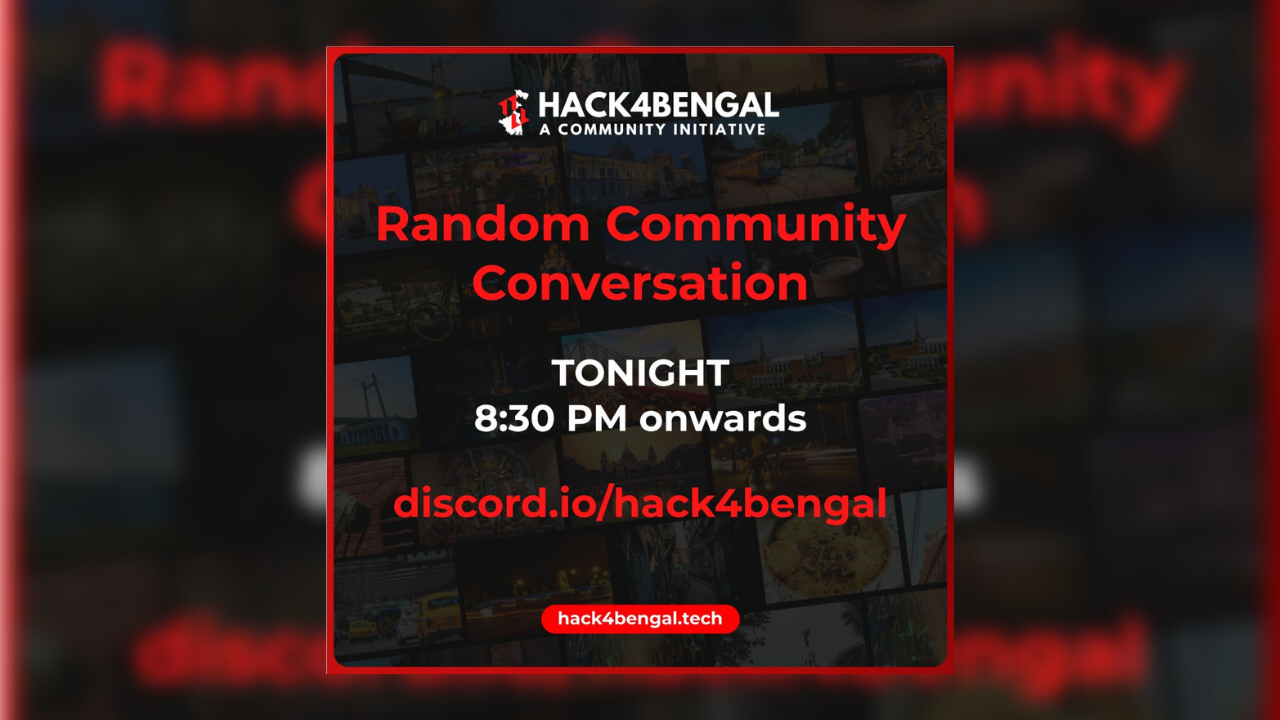 HACK4BENGAL
A COMMUNITY INITIATIVE
Random Community
Conversation
TONIGHT
8:30 PM onwards
discord.io/hack4bengal
hack4bengal.tech